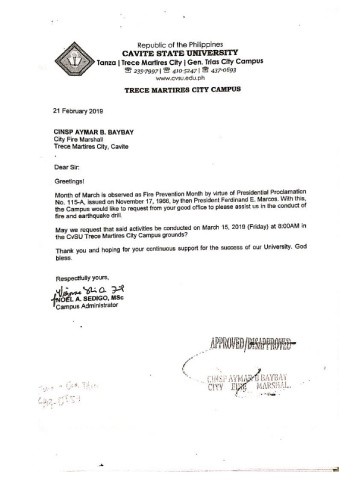 Republic of the Philippines
CAVITE STATE UNIVERSITY
Tanza | Trece Martires City | Gen. Trias City Campus
☏ 235-7997 | ☏ 410-5247 | ☏ 437-0693
www.cvsu.edu.ph
TRECE MARTIRES CITY CAMPUS
21 February 2019
CINSP AYMAR B. BAYBAY
City Fire Marshall
Trece Martires City, Cavite
Dear Sir:
Greetings!
Month of March is observed as Fire Prevention Month by virtue of Presidential Proclamation
No. 115-A, issued on November 17, 1966, by then President Ferdinand E. Marcos. With this,
the Campus would like to request from your good office to please assist us in the conduct of
fire and earthquake drill.
May we request that said activities be conducted on March 15, 2019 (Friday) at 8:00AM in
the CvSU Trece Martires City Campus grounds?
Thank you and hoping for your continuous support for the success of our University. God
bless.
Respectfully yours,
NOEL A. SEDIGO, MSc
Campus Administrator
APPROVED/DISAPPROVED
CINSP AYMAR B BAYBAY
CITY FIRE MARSHAL